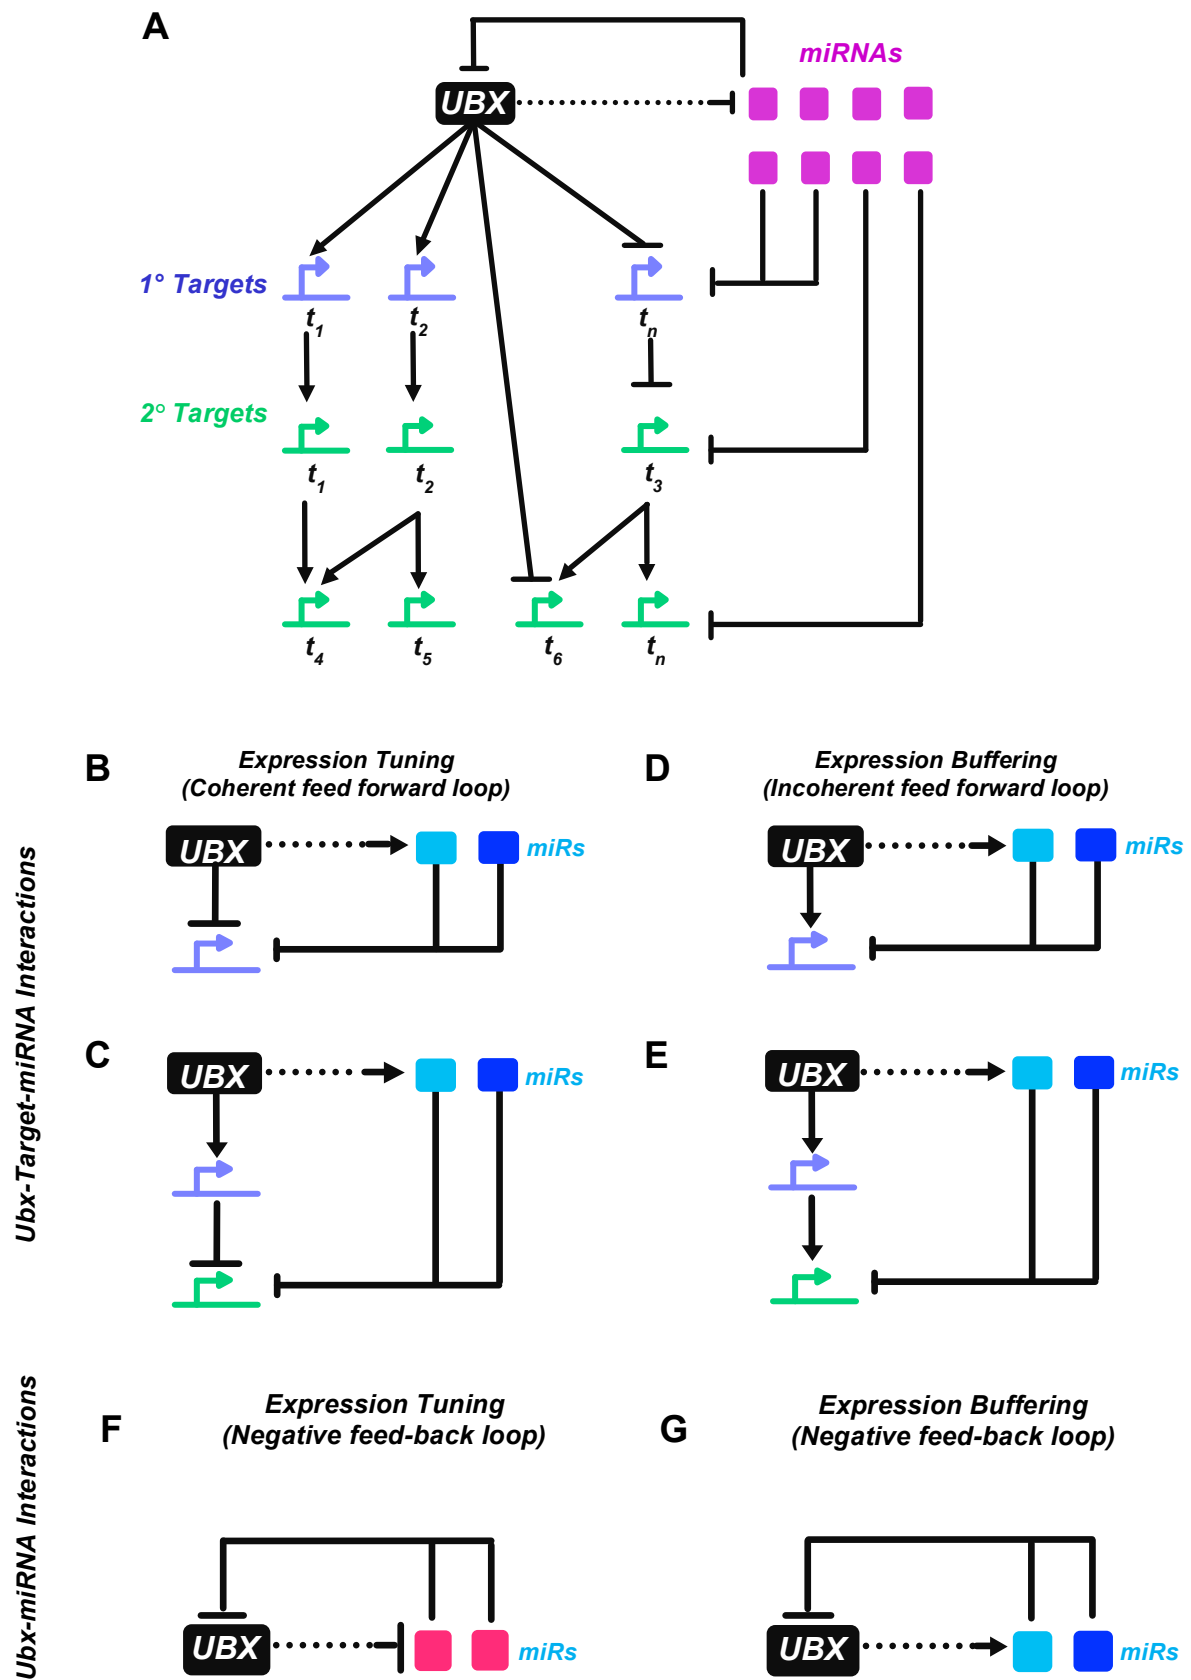 A
miRNAs
UBX
1° Targets
t1
t2
tn
2° Targets
t1
t2
t3
t4
t5
t6
tn
B
Expression Tuning
(Coherent feed forward loop)
UBX
miRs
D
Expression Buffering
(Incoherent feed forward loop)
UBX
miRs
Ubx-Target-miRNA Interactions
C
UBX
miRs
E
UBX
miRs
Ubx-miRNA Interactions
F
Expression Tuning
(Negative feed-back loop)
UBX
miRs
G
Expression Buffering
(Negative feed-back loop)
UBX
miRs